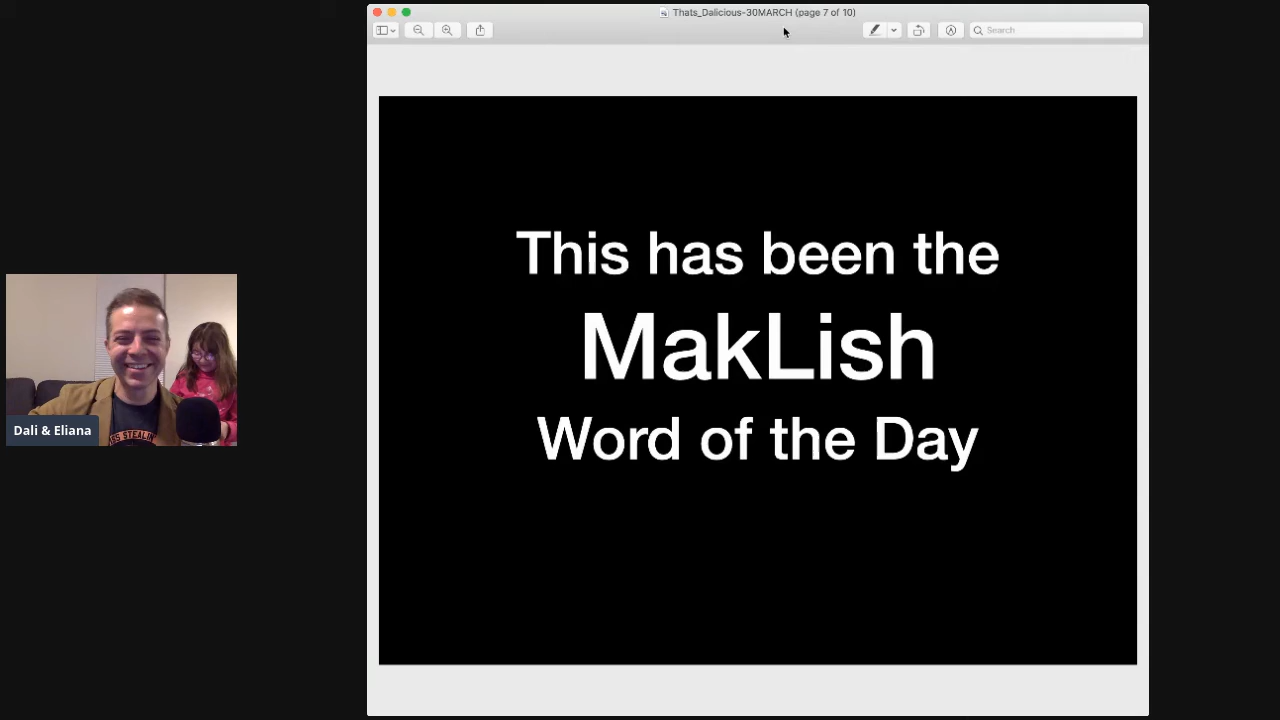 Thats_Dalicious-30MARCH (page 7 of 10)
Search
This has been the
MakLish
Word of the Day
Dali & Eliana